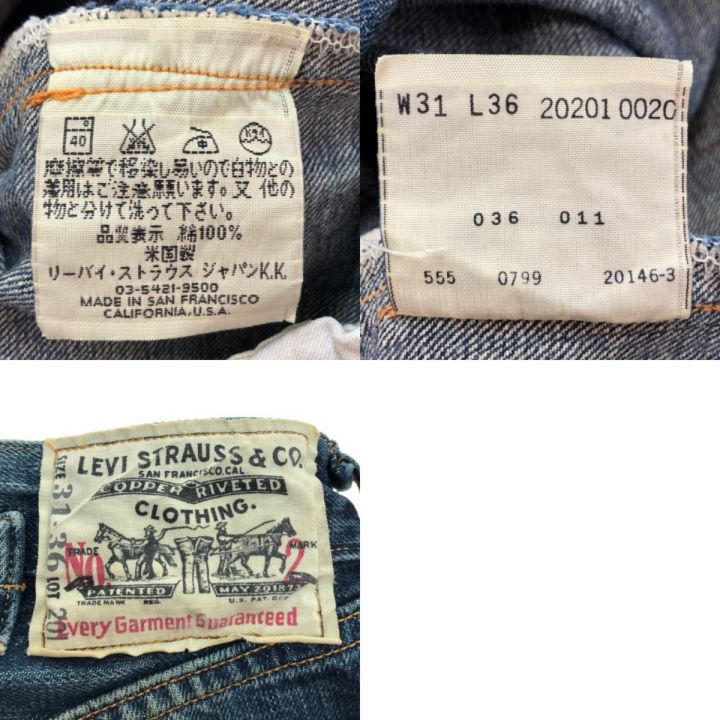 40
摩擦等で移染し易いので白物との
着用はご注意願います。又 他の
物と分けて洗って下さい。
品質表示 綿100%
米国製
リーバイ・ストラウス ジャパンK.K.
03-5421-9500
MADE IN SAN FRANCISCO
CALIFORNIA, U.S.A.
W31 L36 20201 0020
036 011
555 0799 20146-3
LEVI STRAUSS & CO.
SAN FRANCISCO.CAL.
COPPER RIVETED
CLOTHING.
TRADE MARK
No. 2
PATENTED MAY 20 187
TRADE MARK REG. U.S. PAT. OFF
Every Garment Guaranteed
SIZE 31-36 LOT 201